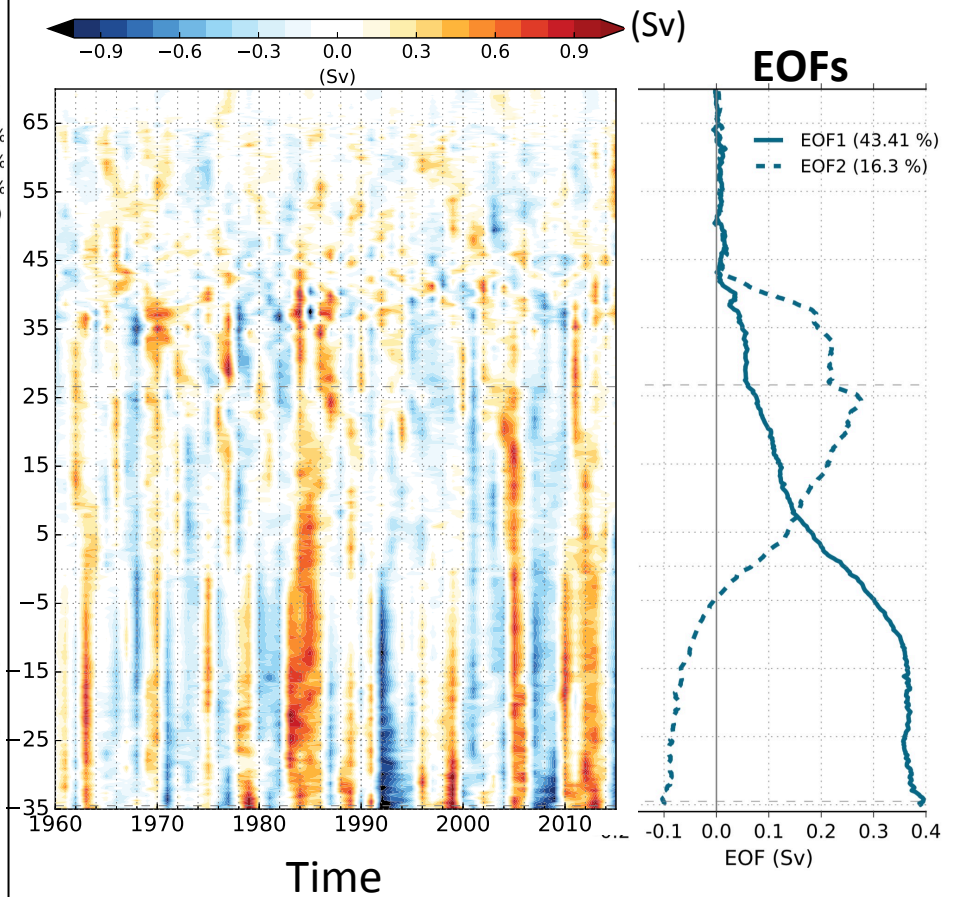 (Sv)
−0.9 −0.6 −0.3 0.0 0.3 0.6 0.9
(Sv)
EOFs
EOF1 (43.41 %)
EOF2 (16.3 %)
65
55
45
35
25
15
5
−5
−15
−25
−35
1960 1970 1980 1990 2000 2010
-0.1 0.0 0.1 0.2 0.3 0.4
EOF (Sv)
Time